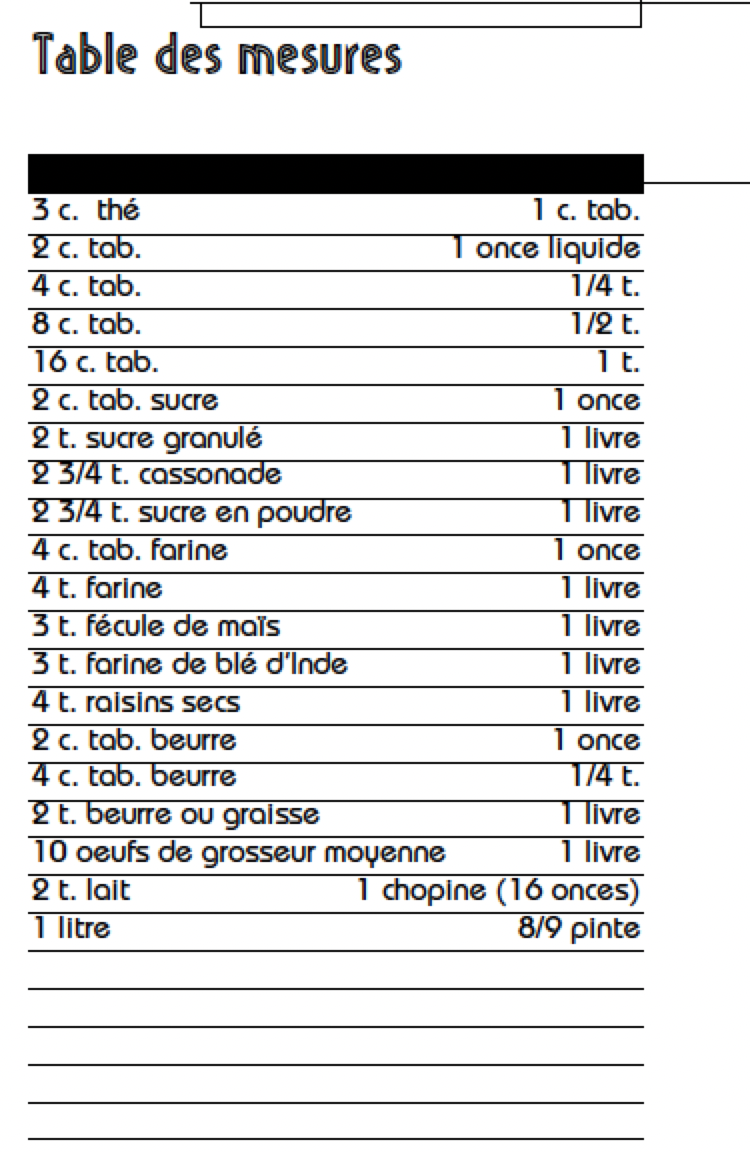 Table des mesures
3 c. thé 1 c. tab.
2 c. tab. 1 once liquide
4 c. tab. 1/4 t.
8 c. tab. 1/2 t.
16 c. tab. 1 t.
2 c. tab. sucre 1 once
2 t. sucre granulé 1 livre
2 3/4 t. cassonade 1 livre
2 3/4 t. sucre en poudre 1 livre
4 c. tab. farine 1 once
4 t. farine 1 livre
3 t. fécule de maïs 1 livre
3 t. farine de blé d'Inde 1 livre
4 t. raisins secs 1 livre
2 c. tab. beurre 1 once
4 c. tab. beurre 1/4 t.
2 t. beurre ou graisse 1 livre
10 oeufs de grosseur moyenne 1 livre
2 t. lait 1 chopine (16 onces)
1 litre 8/9 pinte